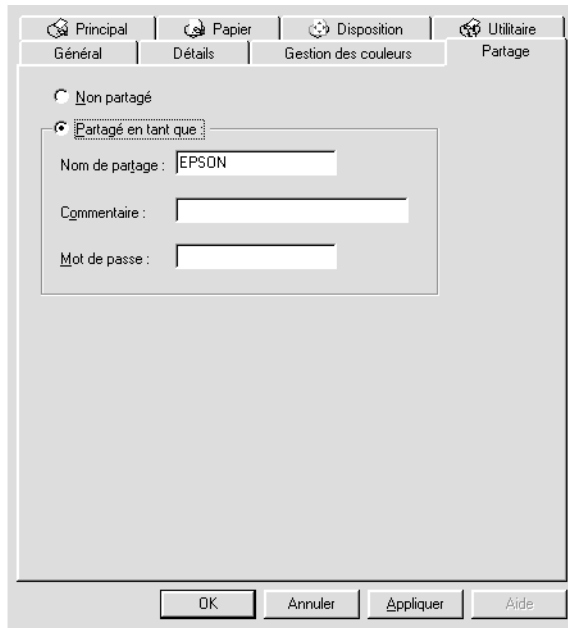 Principal Papier Disposition Utilitaire
Général Détails Gestion des couleurs Partage
Non partagé
Partagé en tant que :
Nom de partage : EPSON
Commentaire :
Mot de passe :
OK Annuler Appliquer Aide